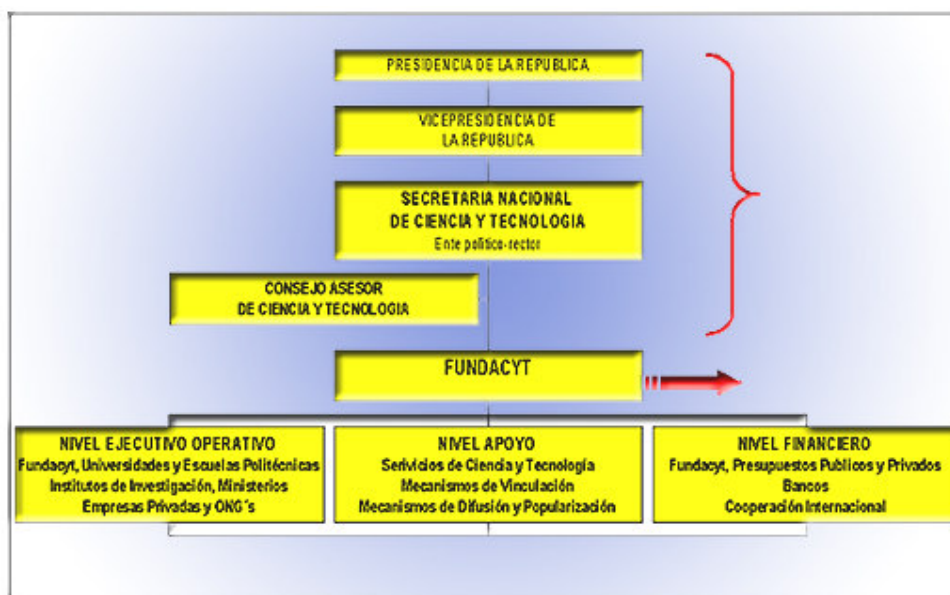 PRESIDENCIA DE LA REPUBLICA
VICEPRESIDENCIA DE
LA REPUBLICA
SECRETARIA NACIONAL
DE CIENCIA Y TECNOLOGIA
Ente político-rector
CONSEJO ASESOR
DE CIENCIA Y TECNOLOGIA
FUNDACYT
NIVEL EJECUTIVO OPERATIVO
Fundacyt, Universidades y Escuelas Politécnicas
Institutos de Investigación, Ministerios
Empresas Privadas y ONG´s
NIVEL APOYO
Serivicios de Ciencia y Tecnología
Mecanismos de Vinculación
Mecanismos de Difusión y Popularización
NIVEL FINANCIERO
Fundacyt, Presupuestos Publicos y Privados
Bancos
Cooperación Internacional